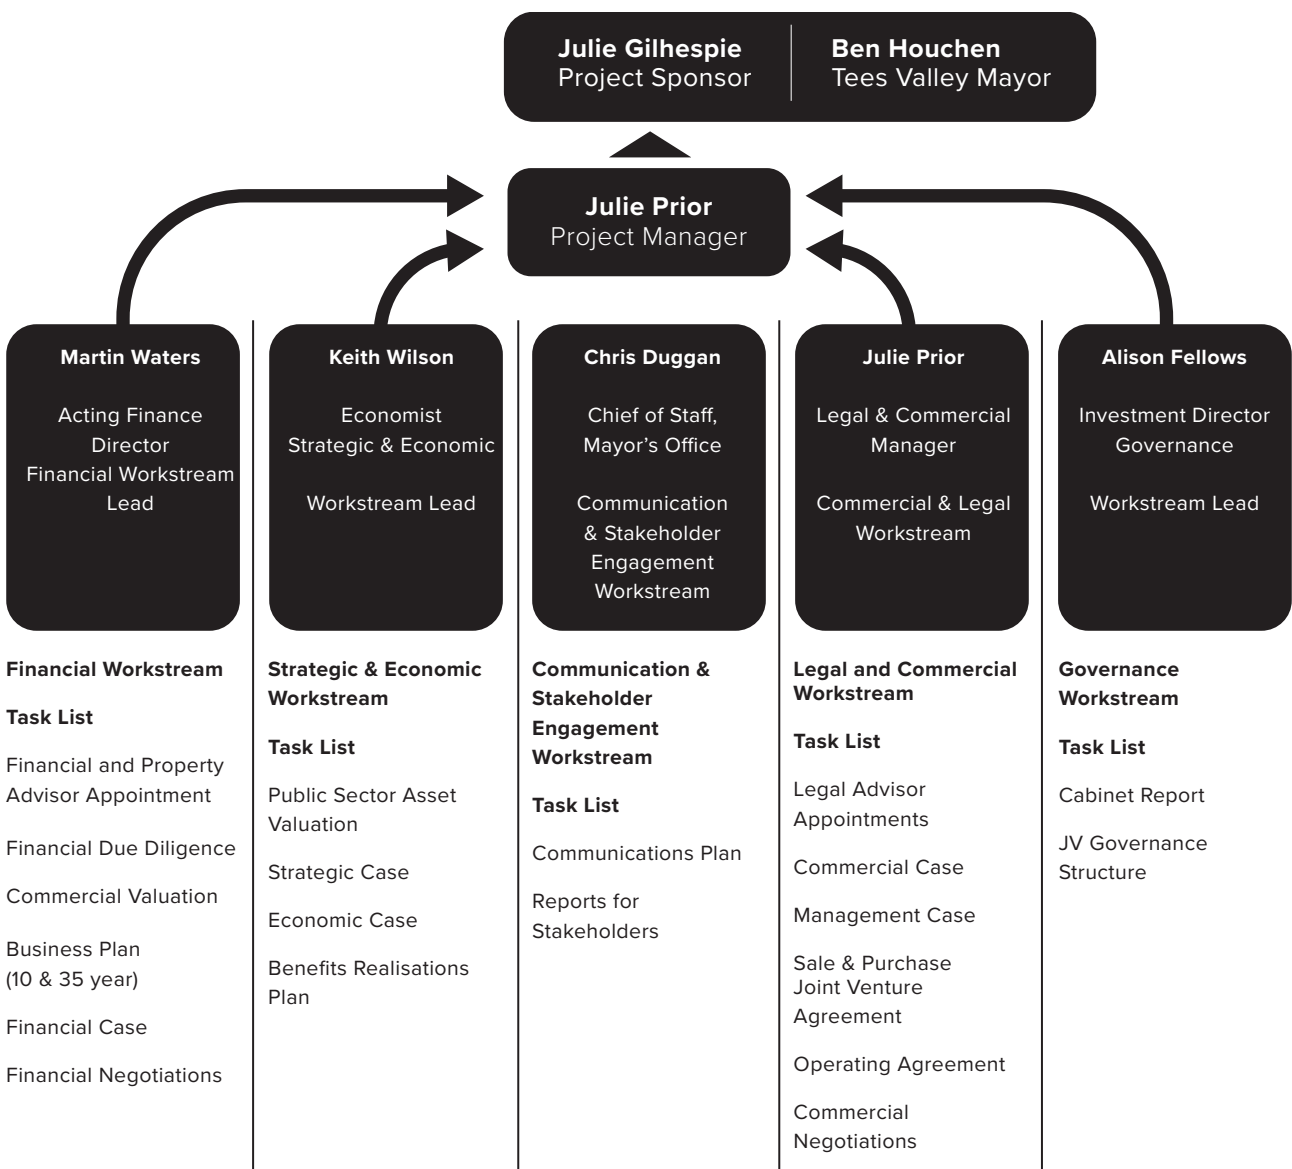 Julie Gilhespie
Project Sponsor
Ben Houchen
Tees Valley Mayor
Julie Prior
Project Manager
Martin Waters
Acting Finance
Director
Financial Workstream
Lead
Keith Wilson
Economist
Strategic & Economic
Workstream Lead
Chris Duggan
Chief of Staff,
Mayor’s Office
Communication
& Stakeholder
Engagement
Workstream
Julie Prior
Legal & Commercial
Manager
Commercial & Legal
Workstream
Alison Fellows
Investment Director
Governance
Workstream Lead
Financial Workstream
Task List
Financial and Property
Advisor Appointment
Financial Due Diligence
Commercial Valuation
Business Plan
(10 & 35 year)
Financial Case
Financial Negotiations
Strategic & Economic
Workstream
Task List
Public Sector Asset
Valuation
Strategic Case
Economic Case
Benefits Realisations
Plan
Communication &
Stakeholder
Engagement
Workstream
Task List
Communications Plan
Reports for
Stakeholders
Legal and Commercial
Workstream
Task List
Legal Advisor
Appointments
Commercial Case
Management Case
Sale & Purchase
Joint Venture
Agreement
Operating Agreement
Commercial
Negotiations
Governance
Workstream
Task List
Cabinet Report
JV Governance
Structure